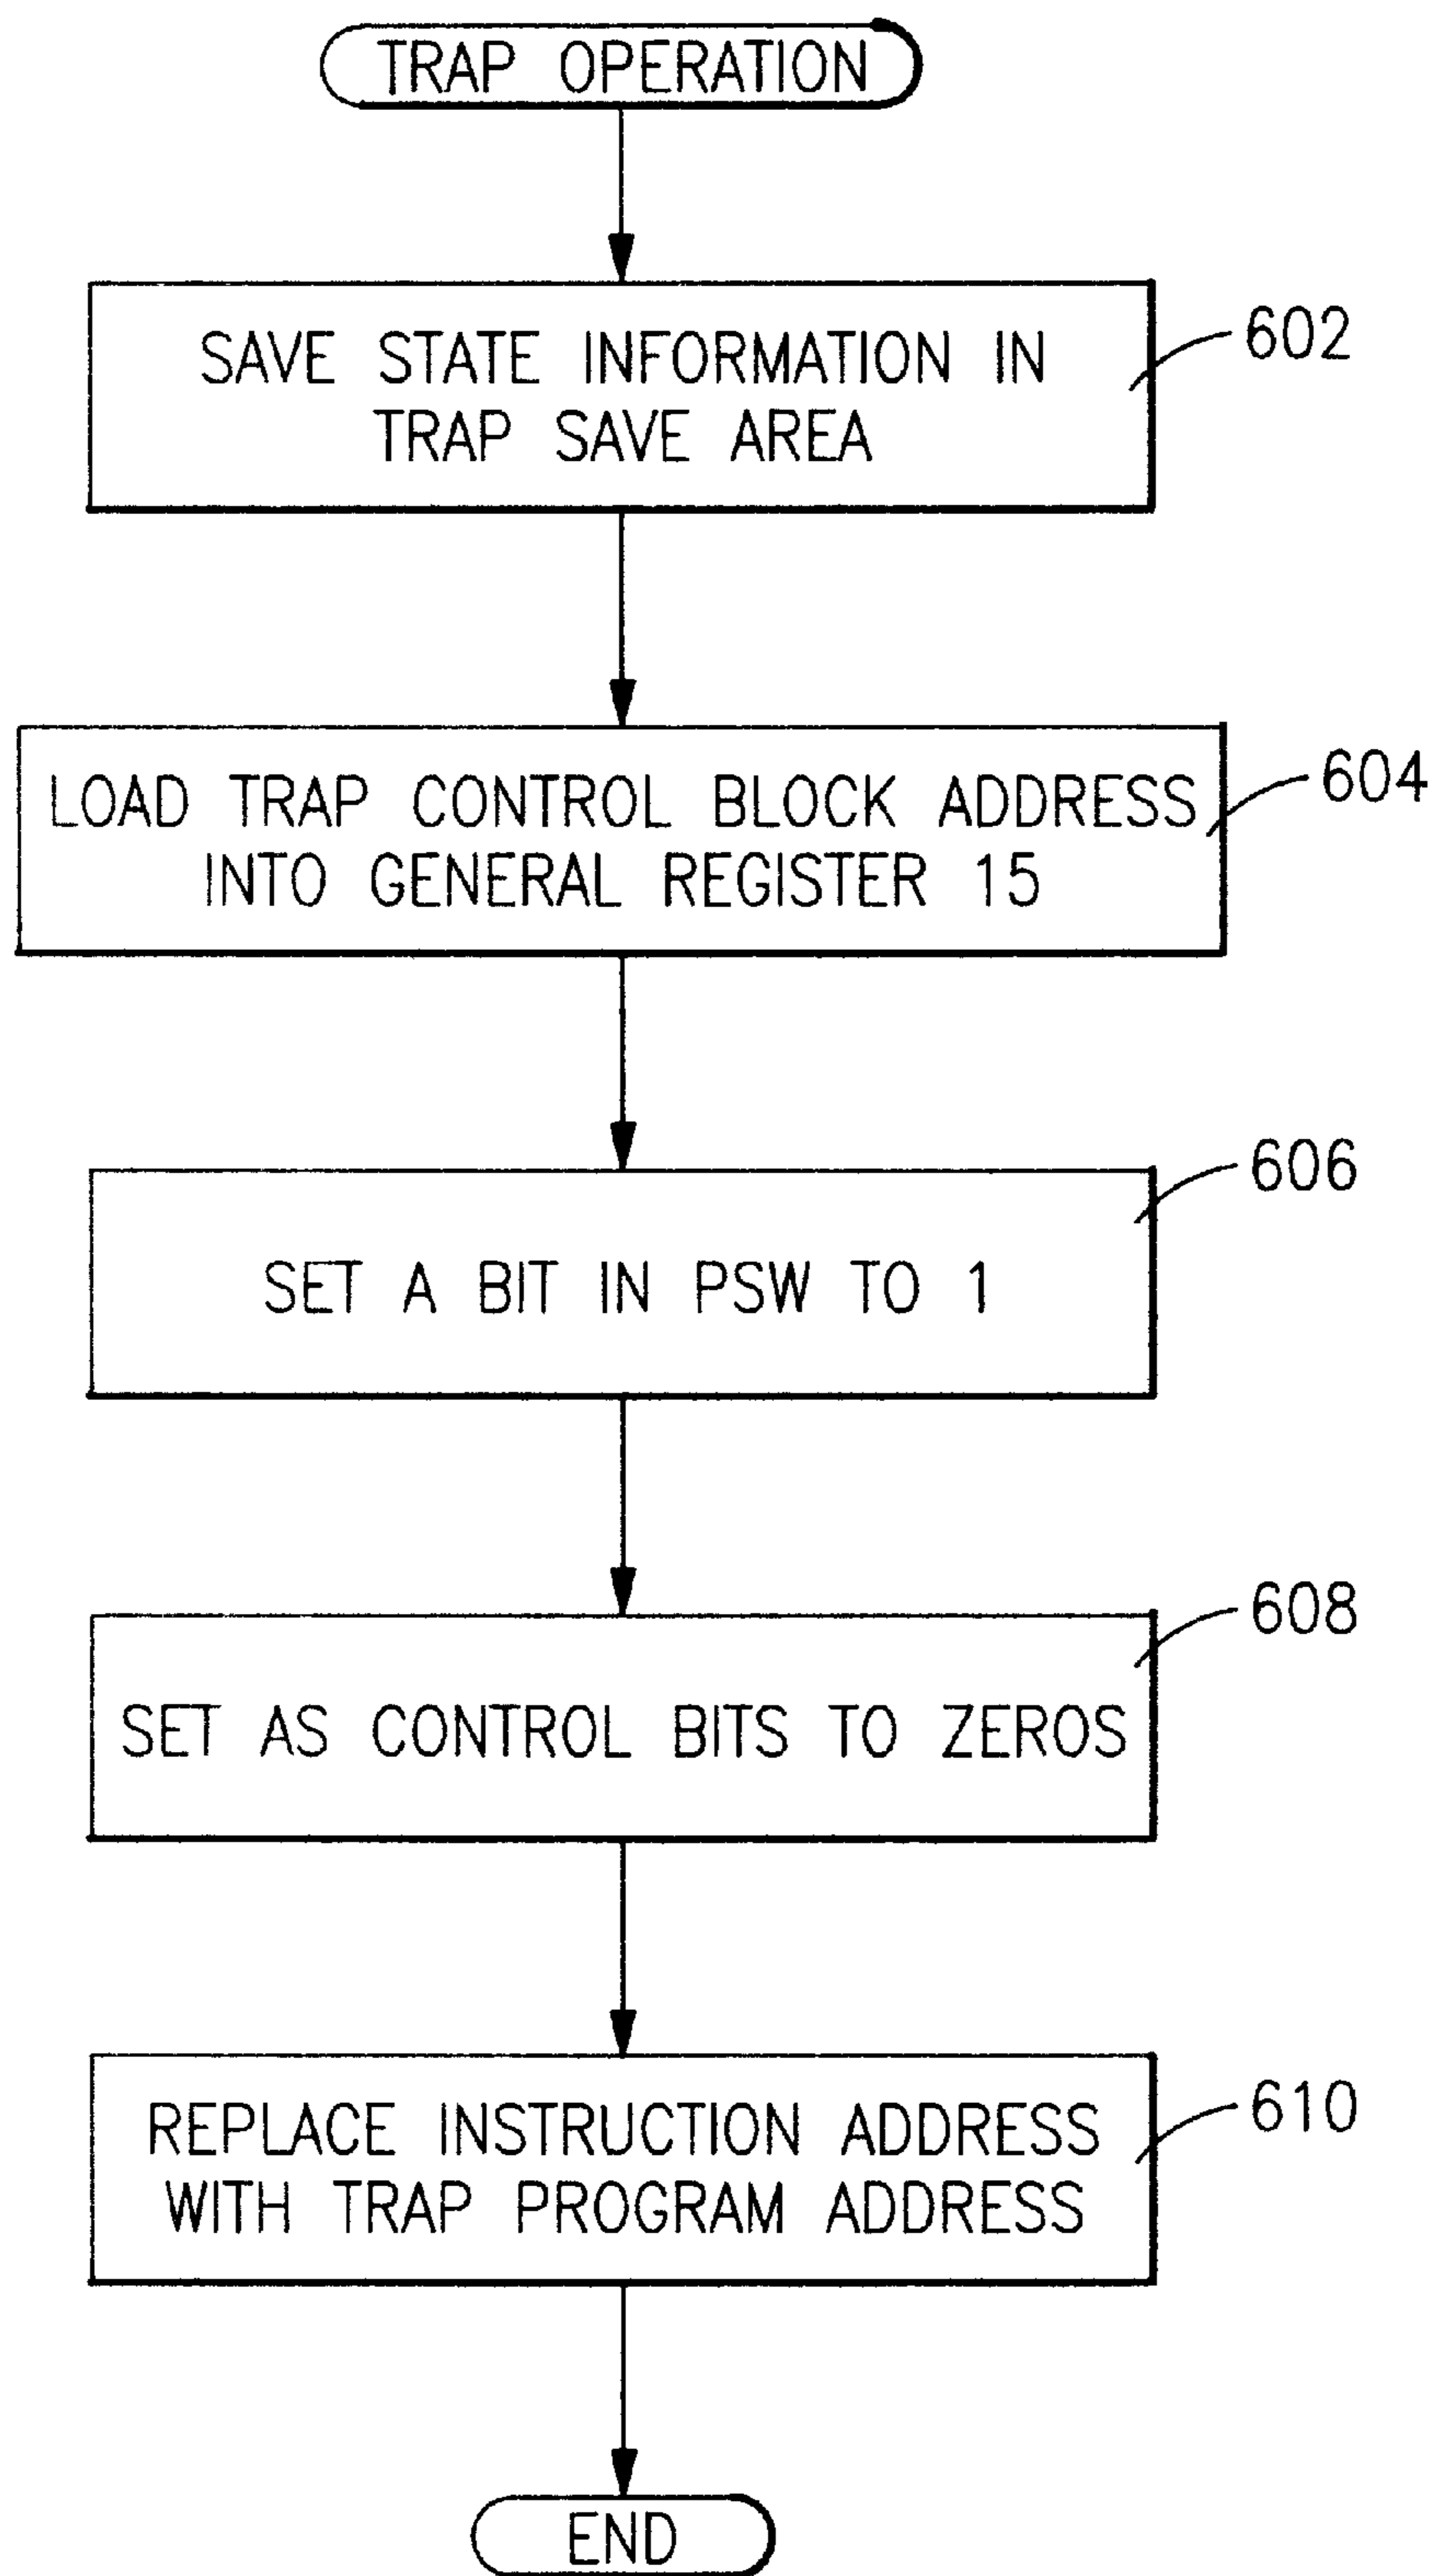 TRAP OPERATION
SAVE STATE INFORMATION IN
TRAP SAVE AREA
602
LOAD TRAP CONTROL BLOCK ADDRESS
INTO GENERAL REGISTER 15
604
SET A BIT IN PSW TO 1
606
SET AS CONTROL BITS TO ZEROS
608
REPLACE INSTRUCTION ADDRESS
WITH TRAP PROGRAM ADDRESS
610
END